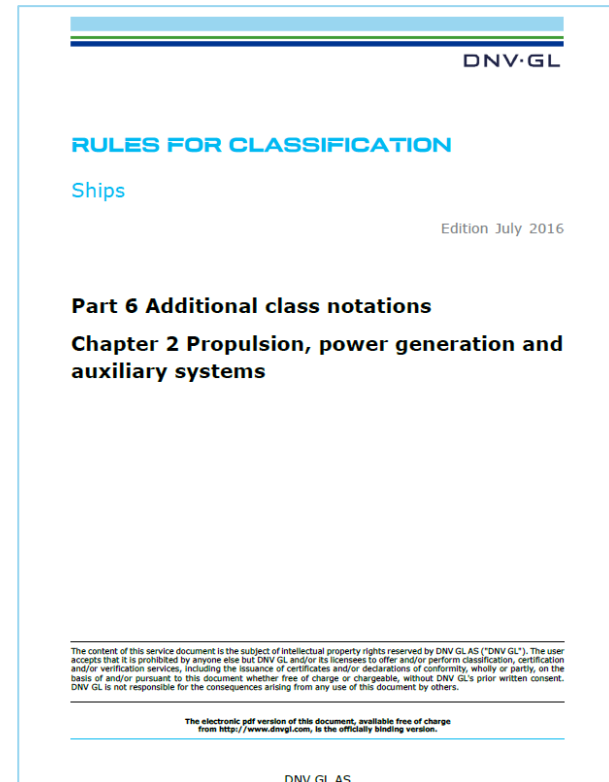 DNV·GL
RULES FOR CLASSIFICATION
Ships
Edition July 2016
Part 6 Additional class notations
Chapter 2 Propulsion, power generation and
auxiliary systems
The content of this service document is the subject of intellectual property rights reserved by DNV GL AS ("DNV GL"). The user
accepts that it is prohibited by anyone else but DNV GL and/or its licensees to offer and/or perform classification, certification
and/or verification services, including the issuance of certificates and/or declarations of conformity, wholly or partly, on the
basis of and/or pursuant to this document whether free of charge or chargeable, without DNV GL's prior written consent.
DNV GL is not responsible for the consequences arising from any use of this document by others.
The electronic pdf version of this document, available free of charge
from http://www.dnvgl.com, is the officially binding version.
DNV GL AS